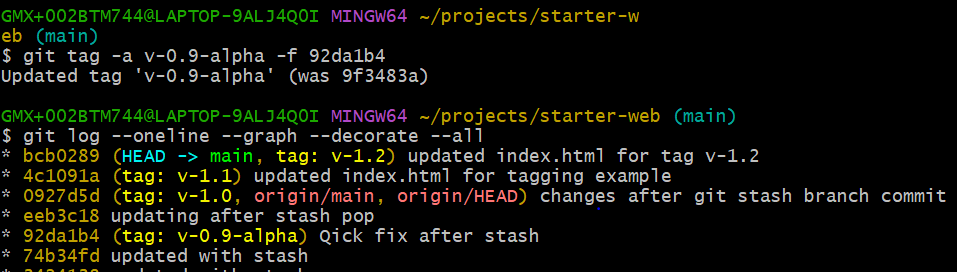 GMX+002BTM744@LAPTOP-9ALJ4Q0I MINGW64 ~/projects/starter-w
eb (main)
$ git tag -a v-0.9-alpha -f 92da1b4
Updated tag 'v-0.9-alpha' (was 9f3483a)
GMX+002BTM744@LAPTOP-9ALJ4Q0I MINGW64 ~/projects/starter-web (main)
$ git log --oneline --graph --decorate --all
* bcb0289 (HEAD -> main, tag: v-1.2) updated index.html for tag v-1.2
* 4c1091a (tag: v-1.1) updated index.html for tagging example
* 0927d5d (tag: v-1.0, origin/main, origin/HEAD) changes after git stash branch commit
* eeb3c18 updating after stash pop
* 92da1b4 (tag: v-0.9-alpha) Qick fix after stash
* 74b34fd updated with stash